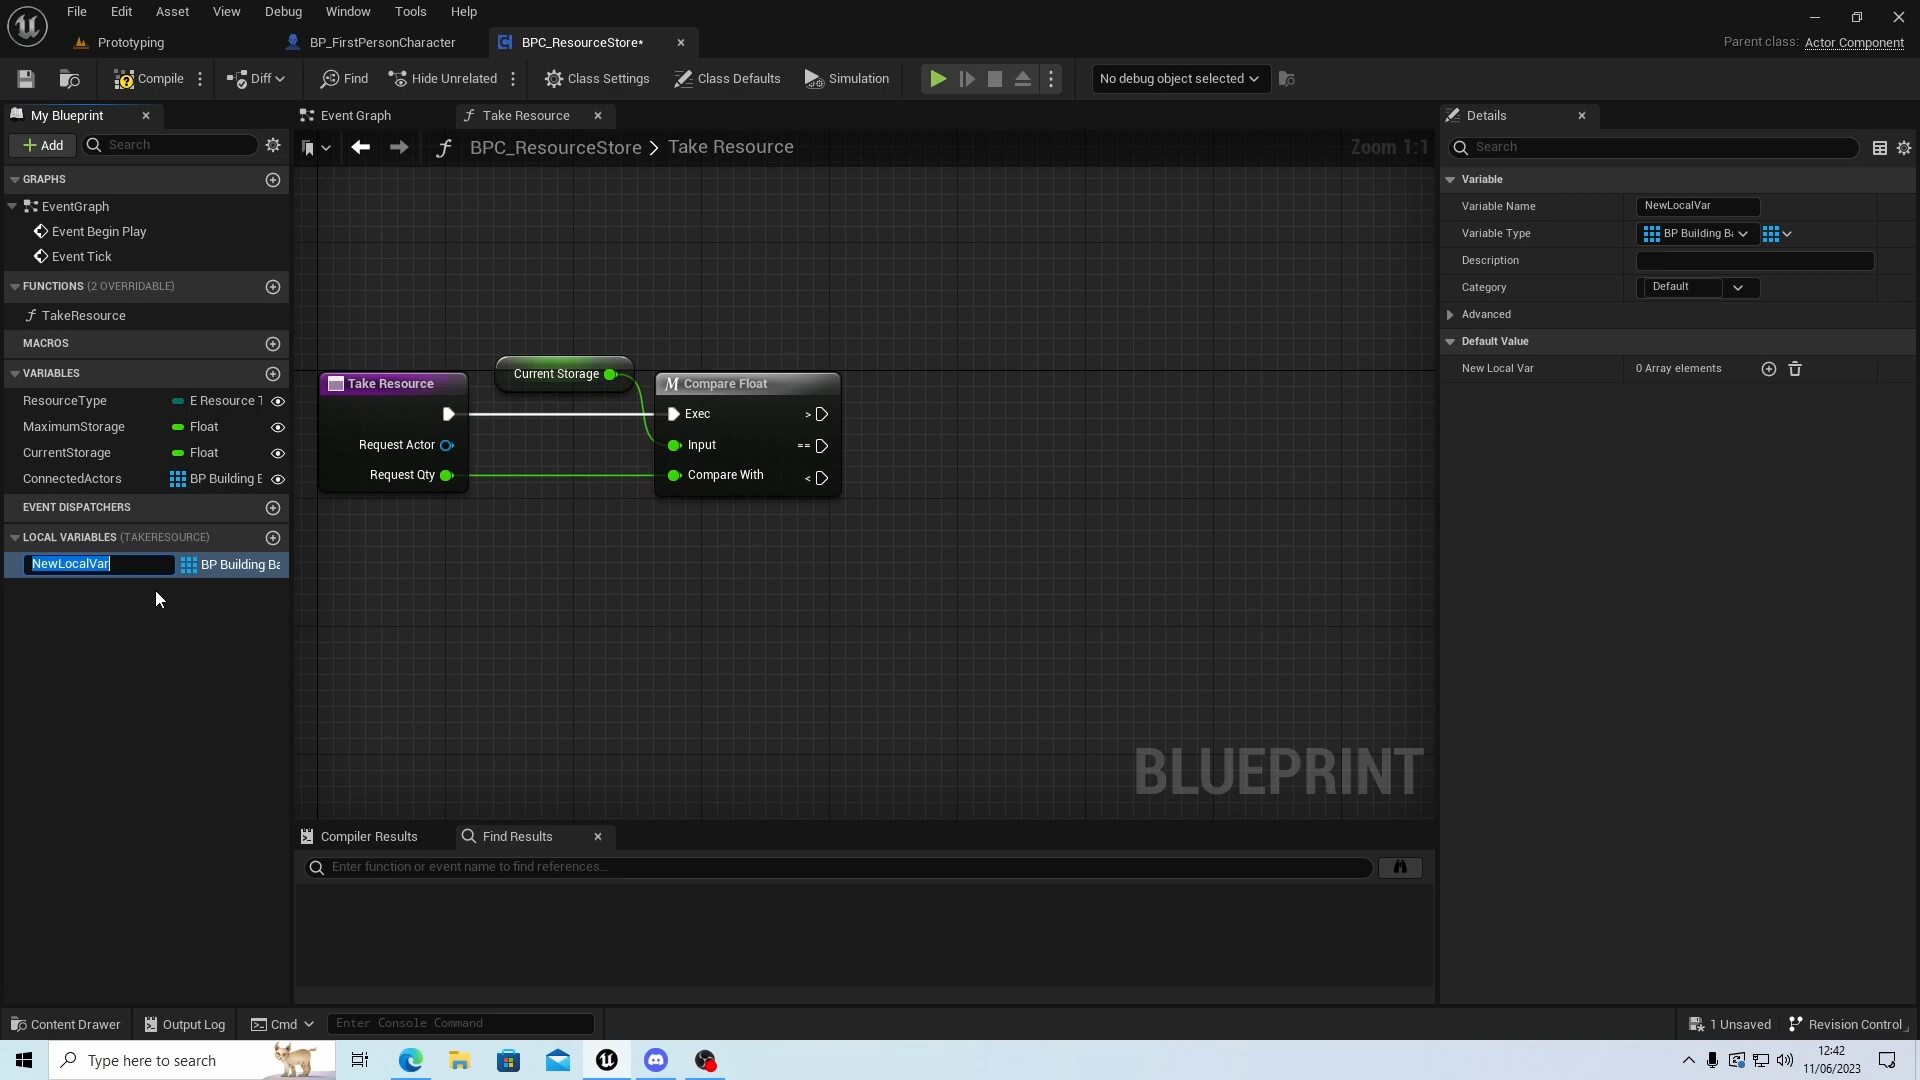 File Edit Asset View Debug Window Tools Help
Prototyping BP_FirstPersonCharacter BPC_ResourceStore*
Parent class: Actor Component
Compile Diff Find Hide Unrelated Class Settings Class Defaults Simulation No debug object selected
My Blueprint
Add Search
GRAPHS
EventGraph
Event Begin Play
Event Tick
FUNCTIONS (2 OVERRIDABLE)
TakeResource
MACROS
VARIABLES
ResourceType E Resource T
MaximumStorage Float
CurrentStorage Float
ConnectedActors BP Building E
EVENT DISPATCHERS
LOCAL VARIABLES (TAKERESOURCE)
NewLocalVar BP Building Ba
Event Graph Take Resource
BPC_ResourceStore > Take Resource Zoom 1:1
Take Resource
Request Actor
Request Qty
Current Storage
Compare Float
Exec >
Input ==
Compare With <
BLUEPRINT
Compiler Results Find Results
Enter function or event name to find references...
Details
Search
Variable
Variable Name NewLocalVar
Variable Type BP Building Ba
Description
Category Default
Advanced
Default Value
New Local Var 0 Array elements
Content Drawer Output Log Cmd Enter Console Command 1 Unsaved Revision Control
Type here to search
12:42
11/06/2023